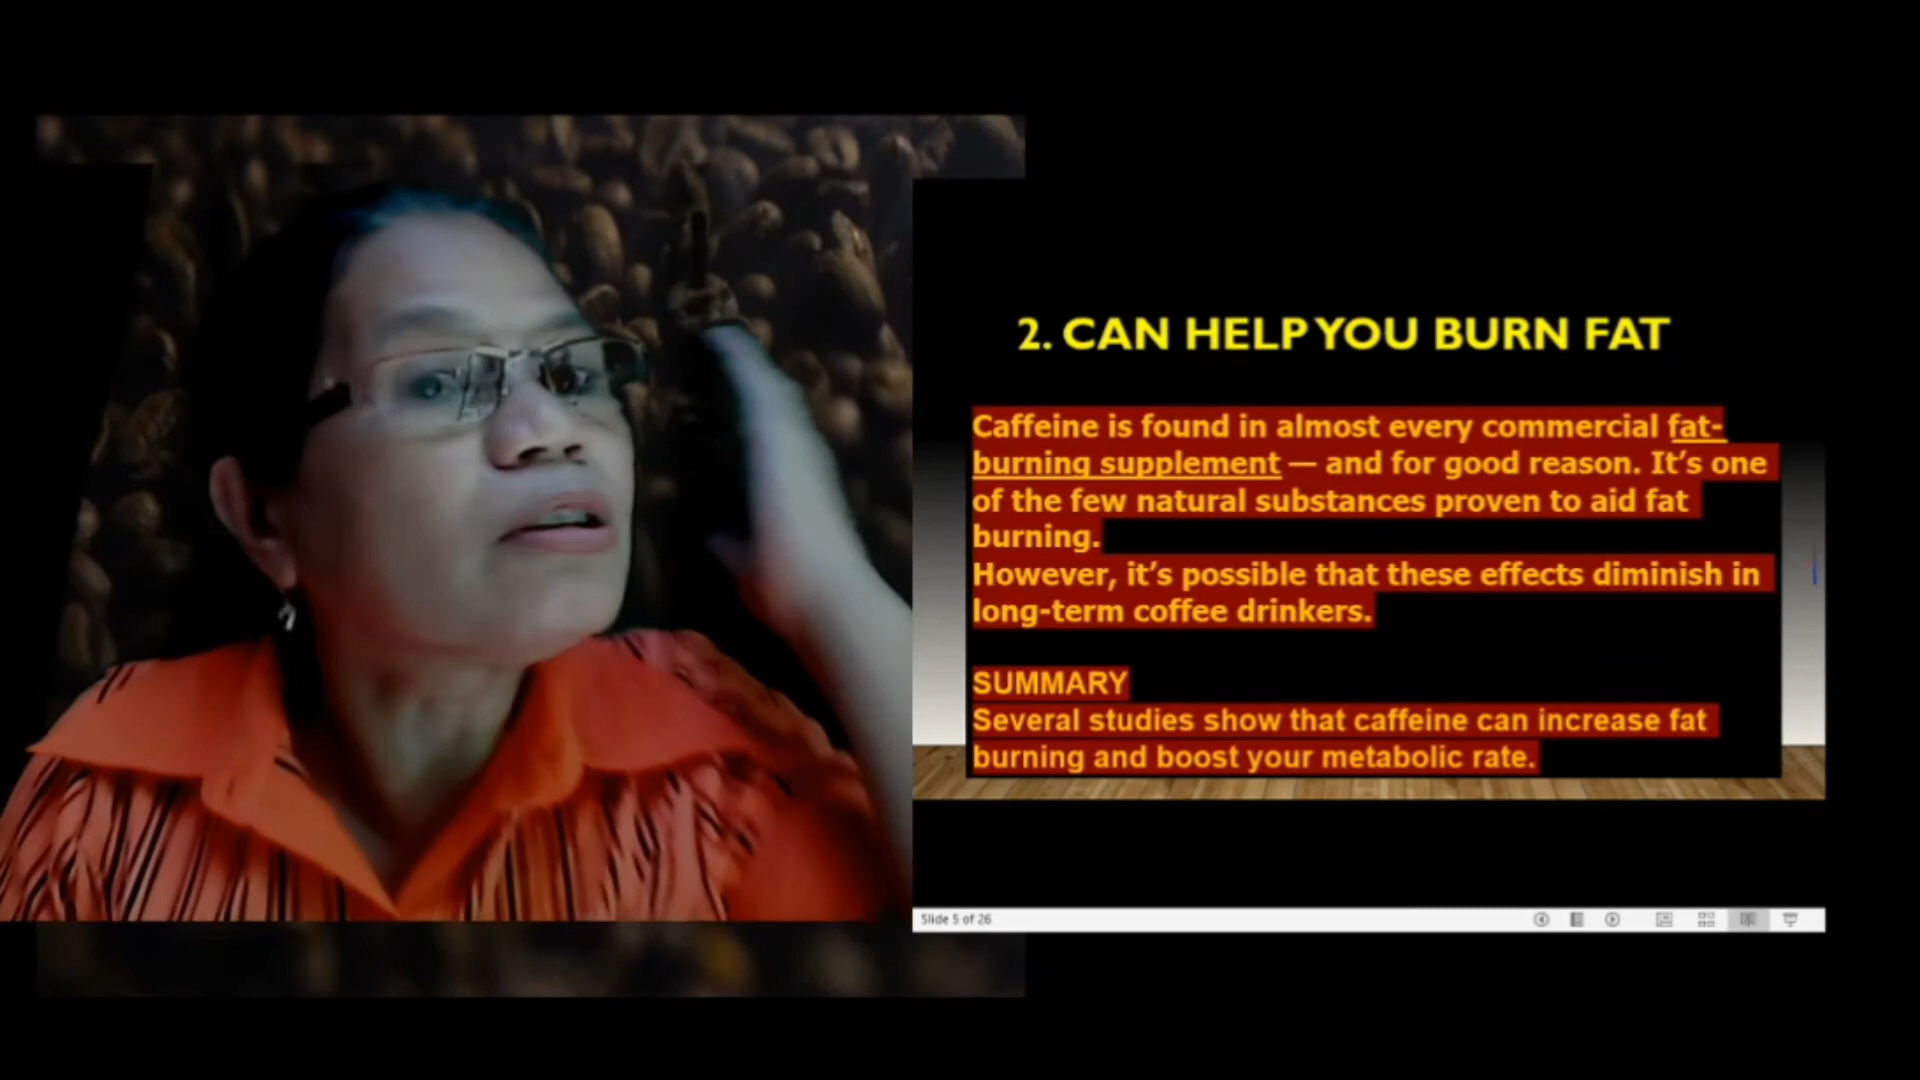 2. CAN HELP YOU BURN FAT
Caffeine is found in almost every commercial fat-
burning supplement — and for good reason. It’s one
of the few natural substances proven to aid fat
burning.
However, it’s possible that these effects diminish in
long-term coffee drinkers.
SUMMARY
Several studies show that caffeine can increase fat
burning and boost your metabolic rate.
Slide 5 of 26